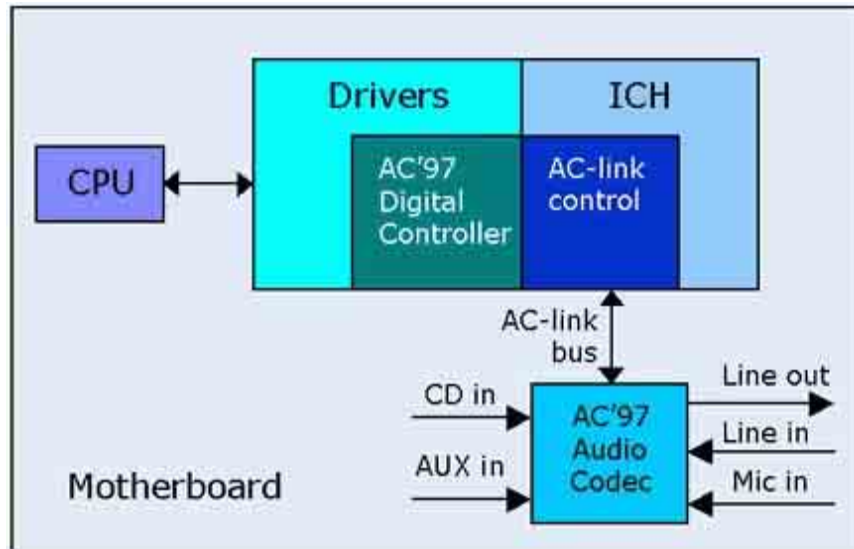 Drivers
ICH
CPU
AC'97
Digital
Controller
AC-link
control
AC-link
bus
CD in
AUX in
AC'97
Audio
Codec
Line out
Line in
Mic in
Motherboard